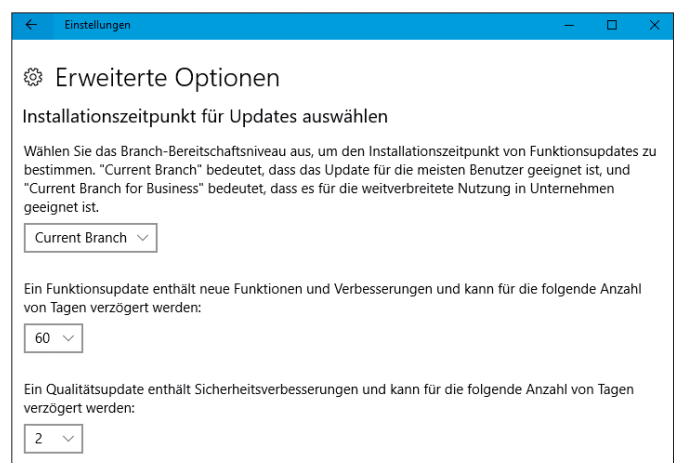 Einstellungen
Erweiterte Optionen
Installationszeitpunkt für Updates auswählen
Wählen Sie das Branch-Bereitschaftsniveau aus, um den Installationszeitpunkt von Funktionsupdates zu
bestimmen. "Current Branch" bedeutet, dass das Update für die meisten Benutzer geeignet ist, und
"Current Branch for Business" bedeutet, dass es für die weitverbreitete Nutzung in Unternehmen
geeignet ist.
Current Branch
Ein Funktionsupdate enthält neue Funktionen und Verbesserungen und kann für die folgende Anzahl
von Tagen verzögert werden:
60
Ein Qualitätsupdate enthält Sicherheitsverbesserungen und kann für die folgende Anzahl von Tagen
verzögert werden:
2